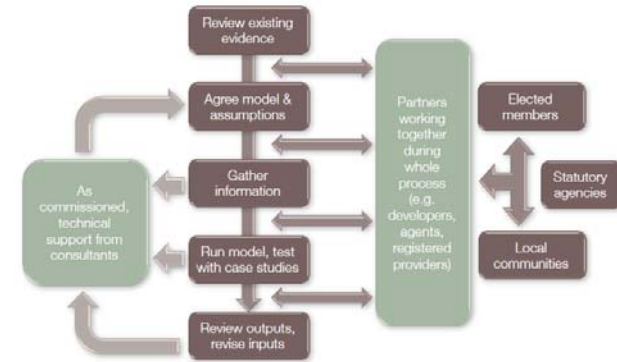 Review existing
evidence
Agree model &
assumptions
Gather
information
Run model, test
with case studies
Review outputs,
revise inputs
As
commissioned,
technical
support from
consultants
Partners
working
together
during
whole
process
(e.g.
developers,
agents,
registered
providers)
Elected
members
Statutory
agencies
Local
communities